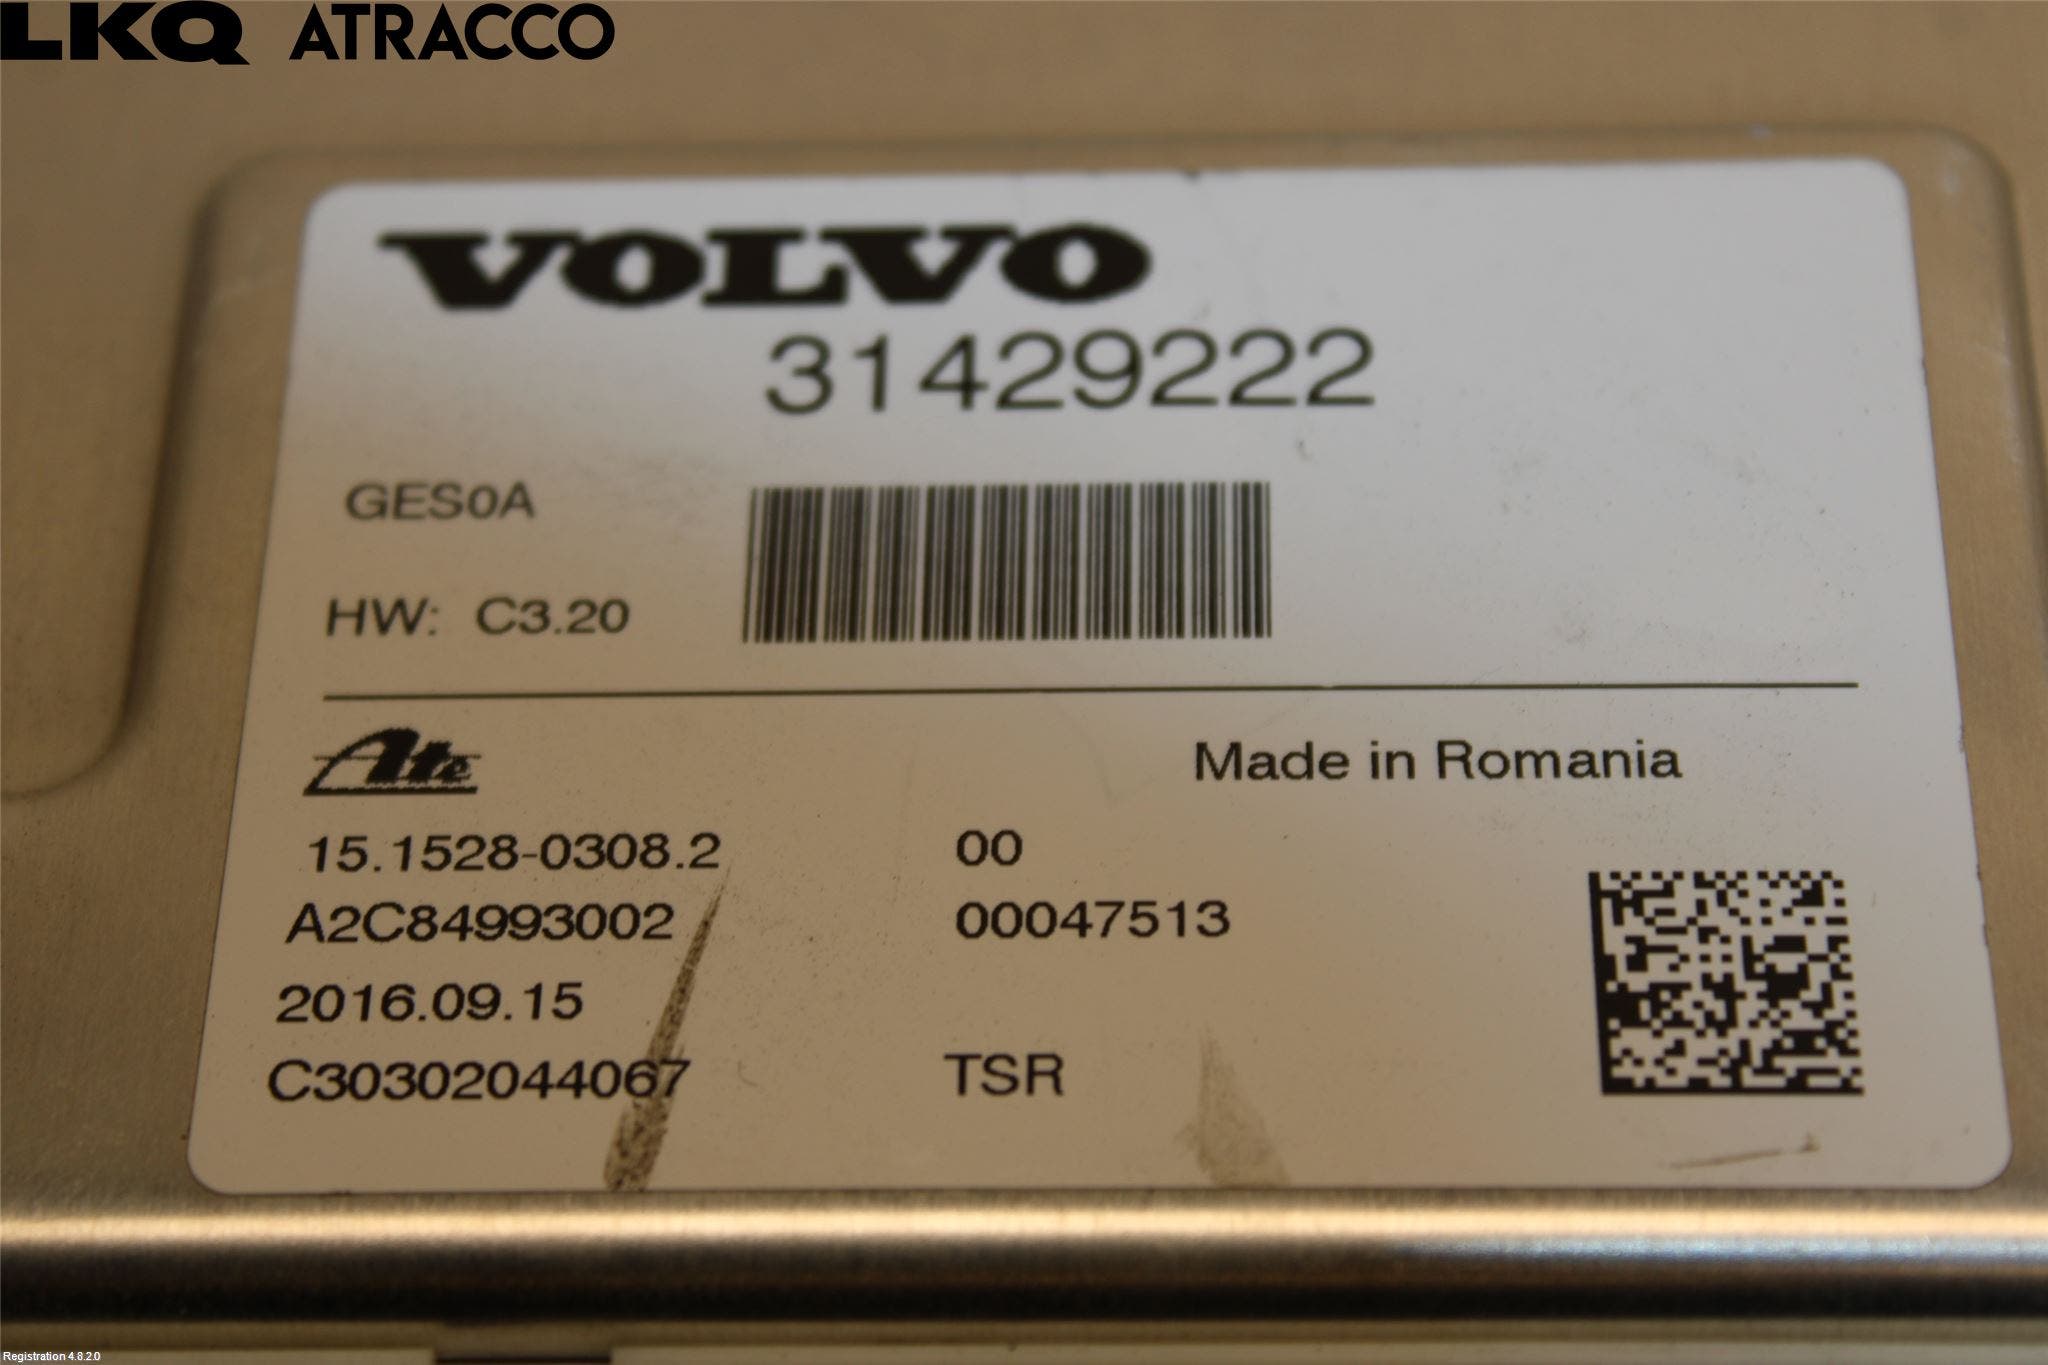 LKQ ATRACCO
VOLVO
31429222
GES0A
HW: C3.20
Ate
Made in Romania
15.1528-0308.2 00
A2C84993002 00047513
2016.09.15
C30302044067 TSR
Registration 4.8.2.0